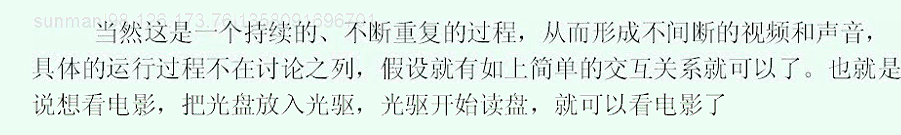 当然这是一个持续的、不断重复的过程，从而形成不间断的视频和声音，
具体的运行过程不在讨论之列，假设就有如上简单的交互关系就可以了。也就是
说想看电影，把光盘放入光驱，光驱开始读盘，就可以看电影了